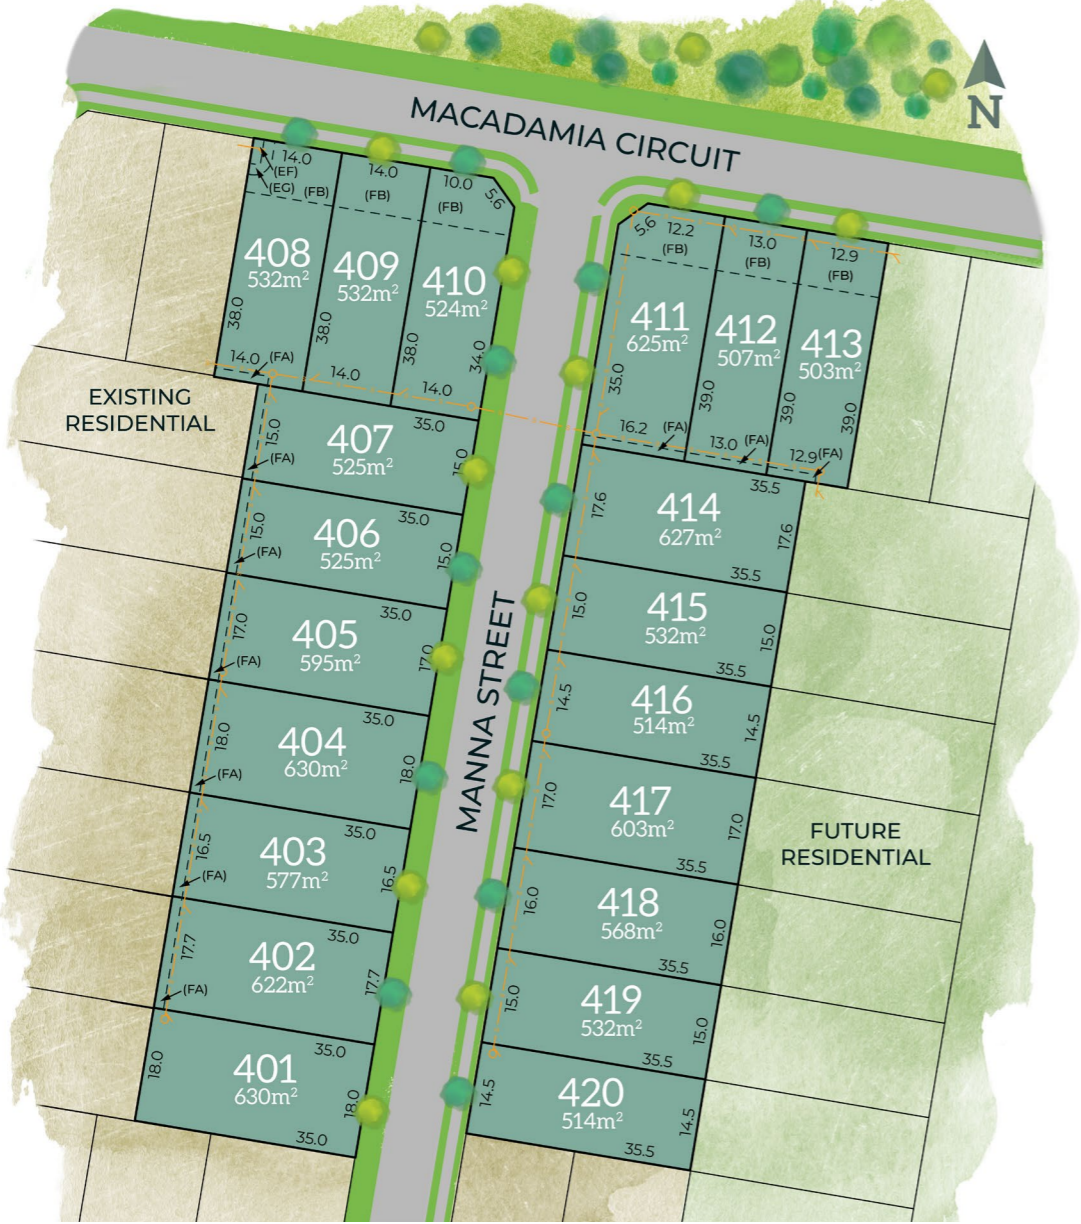 N
MACADAMIA CIRCUIT
14.0
(EF)
(EG)
(FB)
14.0
(FB)
10.0
5.6
(FB)
408
532m²
38.0
409
532m²
38.0
410
524m²
38.0
34.0
14.0
(FA)
14.0
14.0
5.6
12.2
(FB)
13.0
(FB)
12.9
(FB)
411
625m²
35.0
412
507m²
39.0
413
503m²
39.0
39.0
16.2
(FA)
13.0
(FA)
12.9
(FA)
EXISTING
RESIDENTIAL
35.0
407
525m²
15.0
15.0
(FA)
35.0
406
525m²
15.0
15.0
(FA)
35.0
405
595m²
17.0
17.0
(FA)
35.0
404
630m²
18.0
18.0
(FA)
35.0
403
577m²
16.5
16.5
(FA)
35.0
402
622m²
17.7
17.7
(FA)
35.0
401
630m²
18.0
18.0
35.0
MANNA STREET
35.5
414
627m²
17.6
17.6
35.5
415
532m²
15.0
15.0
35.5
416
514m²
14.5
14.5
35.5
417
603m²
17.0
17.0
35.5
418
568m²
16.0
16.0
35.5
419
532m²
15.0
15.0
35.5
420
514m²
14.5
14.5
35.5
FUTURE
RESIDENTIAL